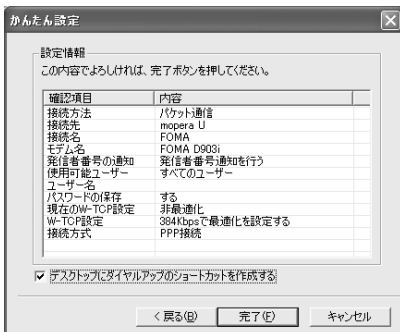 かんたん設定
設定情報
この内容でよろしければ、完了ボタンを押してください。
確認項目 内容
接続方法 パケット通信
接続先 mopera U
接続名 FOMA
モデム名 FOMA D903i
発信者番号の通知 発信者番号通知を行う
使用可能ユーザー すべてのユーザー
ユーザー名
パスワードの保存 する
現在のW-TCP設定 非最適化
W-TCP設定 384Kbpsで最適化を設定する
接続方式 PPP接続
デスクトップにダイヤルアップのショートカットを作成する
< 戻る(B) 完了(F) キャンセル